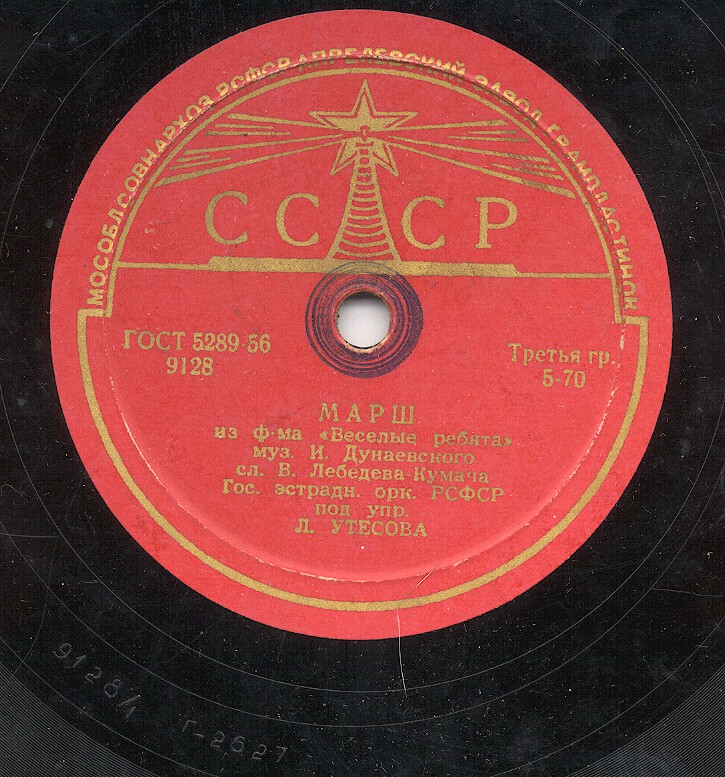 МОСОБЛСОВНАРХОЗ РСФСР АПРЕЛЕВСКИЙ ЗАВОД ГРАМПЛАСТИНОК
СССР
ГОСТ 5289-56
9128
Третья гр.
5-70
МАРШ
из ф-ма «Веселые ребята»
муз. И. Дунаевского
сл. В. Лебедева-Кумача
Гос. эстрадн. орк. РСФСР
под упр.
Л. УТЕСОВА
9128/1 г-2627